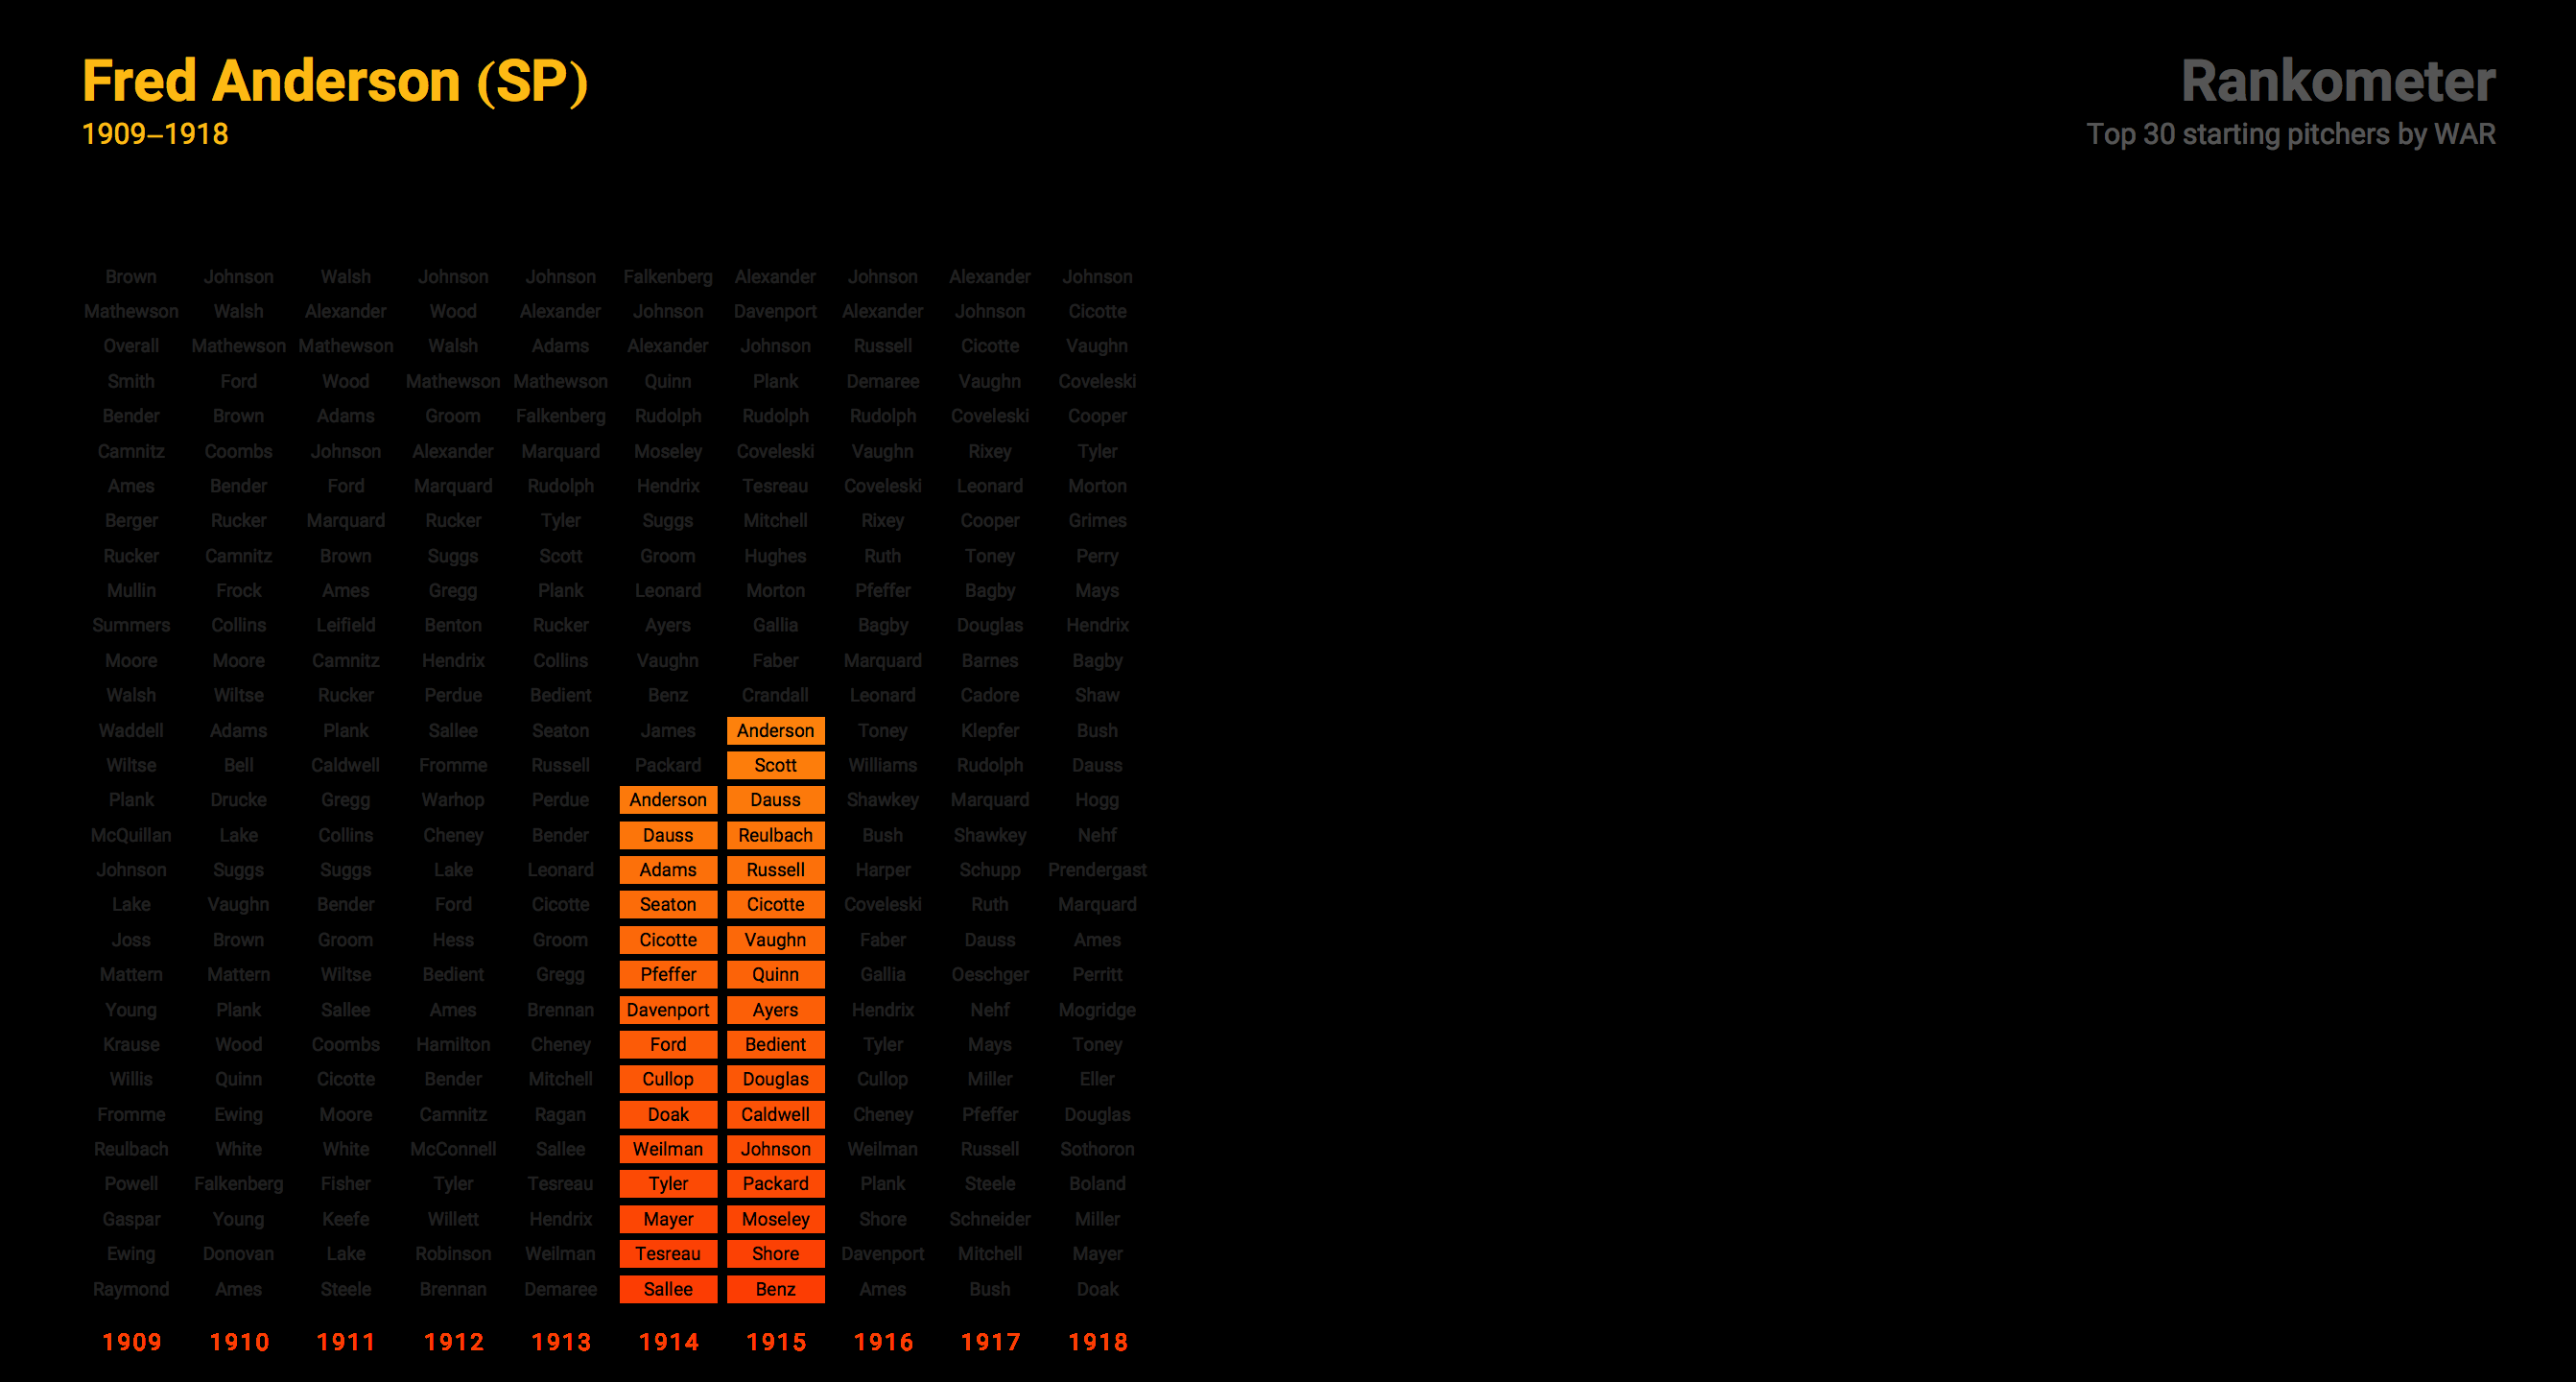 Fred Anderson (SP)
1909–1918
Rankometer
Top 30 starting pitchers by WAR
Brown Johnson Walsh Johnson Johnson Falkenberg Alexander Johnson Alexander Johnson
Mathewson Walsh Alexander Wood Alexander Johnson Davenport Alexander Johnson Cicotte
Overall Mathewson Mathewson Walsh Adams Alexander Johnson Russell Cicotte Vaughn
Smith Ford Wood Mathewson Mathewson Quinn Plank Demaree Vaughn Coveleski
Bender Brown Adams Groom Falkenberg Rudolph Rudolph Rudolph Coveleski Cooper
Camnitz Coombs Johnson Alexander Marquard Moseley Coveleski Vaughn Rixey Tyler
Ames Bender Ford Marquard Rudolph Hendrix Tesreau Coveleski Leonard Morton
Berger Rucker Marquard Rucker Tyler Suggs Mitchell Rixey Cooper Grimes
Rucker Camnitz Brown Suggs Scott Groom Hughes Ruth Toney Perry
Mullin Frock Ames Gregg Plank Leonard Morton Pfeffer Bagby Mays
Summers Collins Leifield Benton Rucker Ayers Gallia Bagby Douglas Hendrix
Moore Moore Camnitz Hendrix Collins Vaughn Faber Marquard Barnes Bagby
Walsh Wiltse Rucker Perdue Bedient Benz Crandall Leonard Cadore Shaw
Waddell Adams Plank Sallee Seaton James Anderson Toney Klepfer Bush
Wiltse Bell Caldwell Fromme Russell Packard Scott Williams Rudolph Dauss
Plank Drucke Gregg Warhop Perdue Anderson Dauss Shawkey Marquard Hogg
McQuillan Lake Collins Cheney Bender Dauss Reulbach Bush Shawkey Nehf
Johnson Suggs Suggs Lake Leonard Adams Russell Harper Schupp Prendergast
Lake Vaughn Bender Ford Cicotte Seaton Cicotte Coveleski Ruth Marquard
Joss Brown Groom Hess Groom Cicotte Vaughn Faber Dauss Ames
Mattern Mattern Wiltse Bedient Gregg Pfeffer Quinn Gallia Oeschger Perritt
Young Plank Sallee Ames Brennan Davenport Ayers Hendrix Nehf Mogridge
Krause Wood Coombs Hamilton Cheney Ford Bedient Tyler Mays Toney
Willis Quinn Cicotte Bender Mitchell Cullop Douglas Cullop Miller Eller
Fromme Ewing Moore Camnitz Ragan Doak Caldwell Cheney Pfeffer Douglas
Reulbach White White McConnell Sallee Weilman Johnson Weilman Russell Sothoron
Powell Falkenberg Fisher Tyler Tesreau Tyler Packard Plank Steele Boland
Gaspar Young Keefe Willett Hendrix Mayer Moseley Shore Schneider Miller
Ewing Donovan Lake Robinson Weilman Tesreau Shore Davenport Mitchell Mayer
Raymond Ames Steele Brennan Demaree Sallee Benz Ames Bush Doak
1909 1910 1911 1912 1913 1914 1915 1916 1917 1918